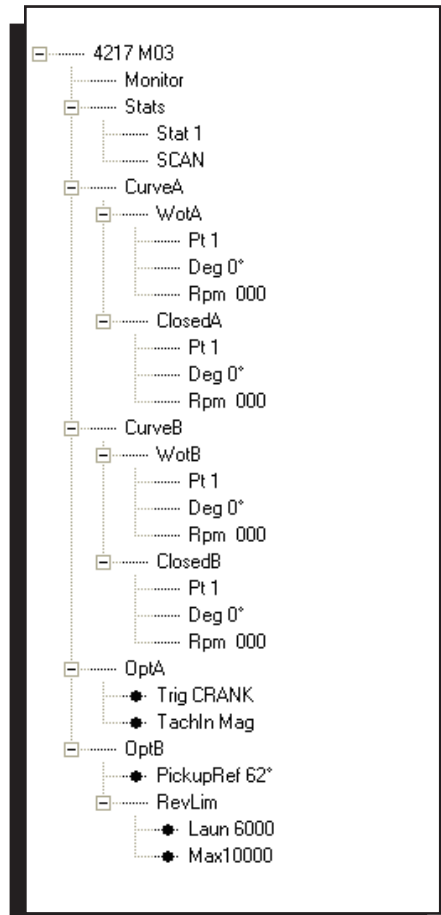 4217 M03
Monitor
Stats
Stat 1
SCAN
CurveA
WotA
Pt 1
Deg 0°
Rpm 000
ClosedA
Pt 1
Deg 0°
Rpm 000
CurveB
WotB
Pt 1
Deg 0°
Rpm 000
ClosedB
Pt 1
Deg 0°
Rpm 000
OptA
Trig CRANK
TachIn Mag
OptB
PickupRef 62°
RevLim
Laun 6000
Max10000